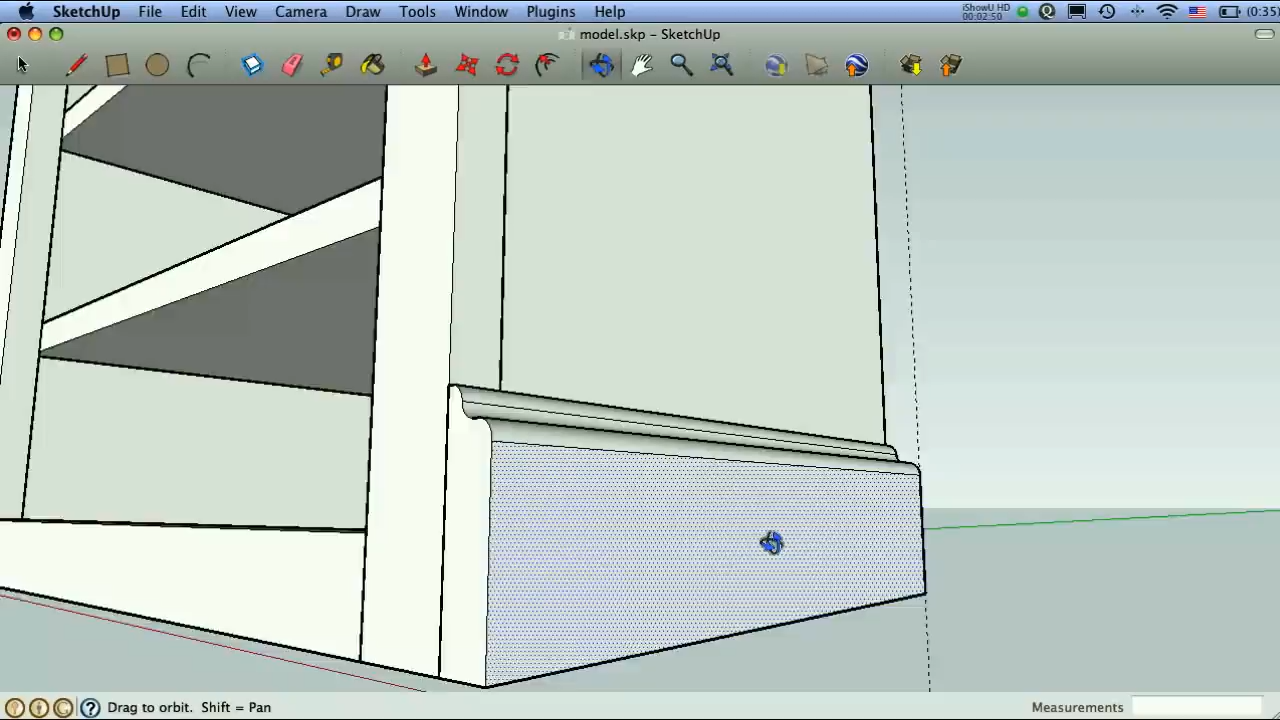 SketchUp File Edit View Camera Draw Tools Window Plugins Help iShowU HD 00:02:50 (0:35)
model.skp – SketchUp
Drag to orbit. Shift = Pan Measurements